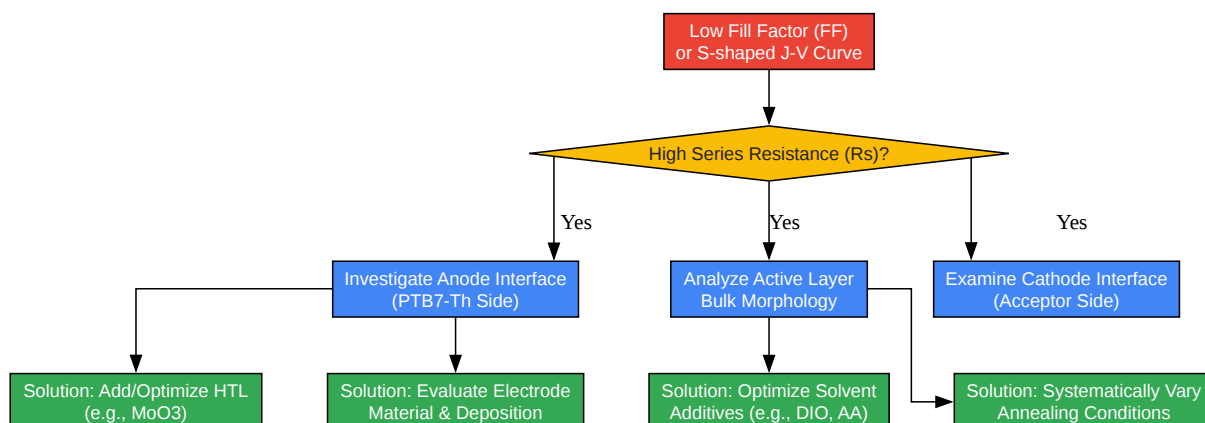 Low Fill Factor (FF)
or S-shaped J-V Curve
High Series Resistance (Rs)?
Yes
Yes
Yes
Investigate Anode Interface
(PTB7-Th Side)
Analyze Active Layer
Bulk Morphology
Examine Cathode Interface
(Acceptor Side)
Solution: Add/Optimize HTL
(e.g., MoO3)
Solution: Evaluate Electrode
Material & Deposition
Solution: Optimize Solvent
Additives (e.g., DIO, AA)
Solution: Systematically Vary
Annealing Conditions